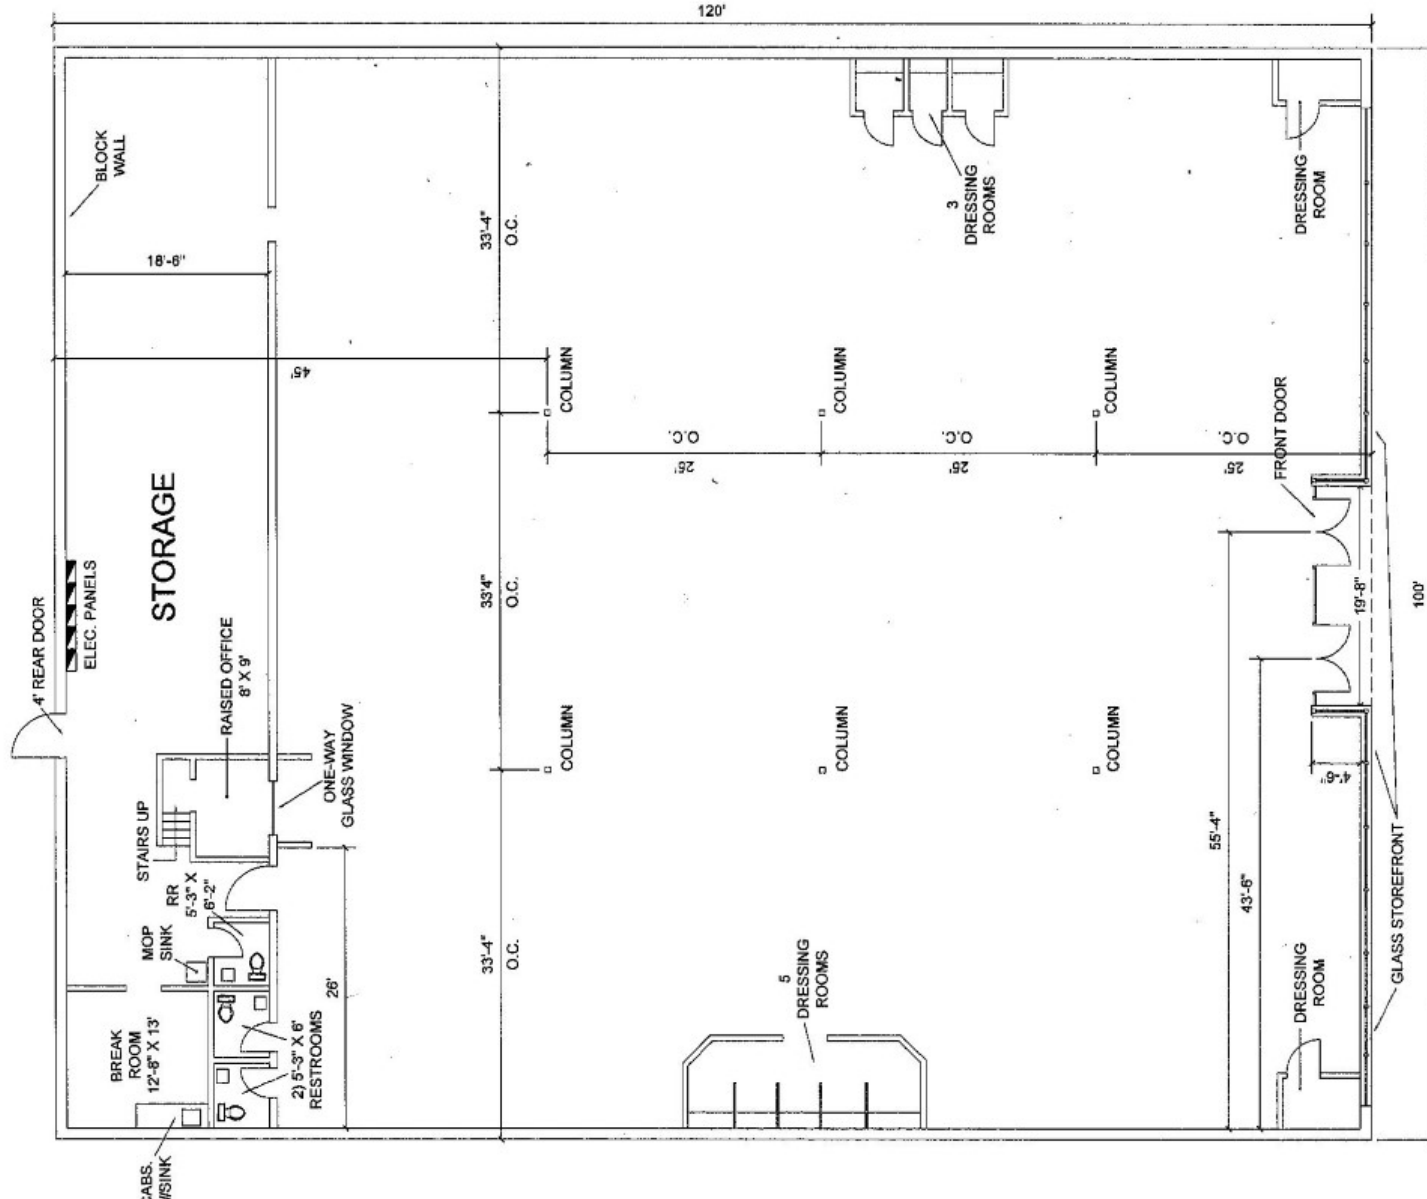 120'
BLOCK
WALL
18'-6"
33'-4"
O.C.
3
DRESSING
ROOMS
DRESSING
ROOM
45'
COLUMN
COLUMN
COLUMN
O.C.
O.C.
O.C.
25'
25'
25'
FRONT DOOR
STORAGE
ELEC. PANELS
4' REAR DOOR
33'4"
O.C.
19'-8"
100'
RAISED OFFICE
8' X 9'
ONE-WAY
GLASS WINDOW
COLUMN
COLUMN
COLUMN
4'-6"
55'-4"
43'-6"
GLASS STOREFRONT
STAIRS UP
RR
5'-3" X
6'-2"
MOP
SINK
33'-4"
O.C.
26'
5
DRESSING
ROOMS
DRESSING
ROOM
BREAK
ROOM
12'-8" X 13'
2) 5'-3" X 6'
RESTROOMS
CABS.
W/SINK